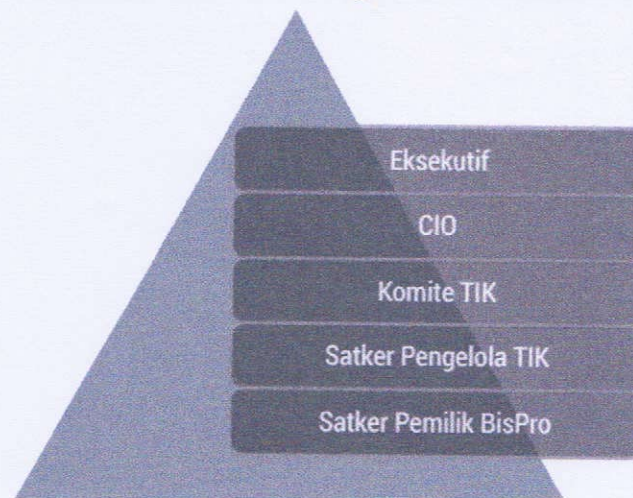 Eksekutif
CIO
Komite TIK
Satker Pengelola TIK
Satker Pemilik BisPro